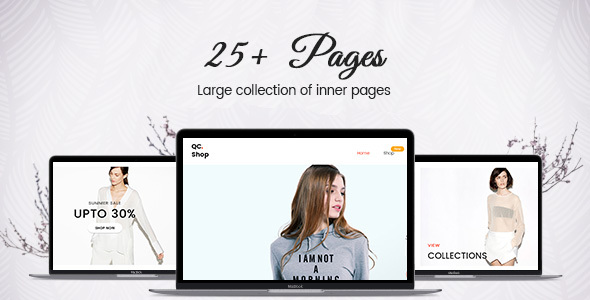 25+ Pages
Large collection of inner pages
QC.
Shop
Home
Shop
SUMMER SALE
UPTO 30%
SHOP NOW
I AM NOT
A
MORNING
VIEW
COLLECTIONS
MacBook